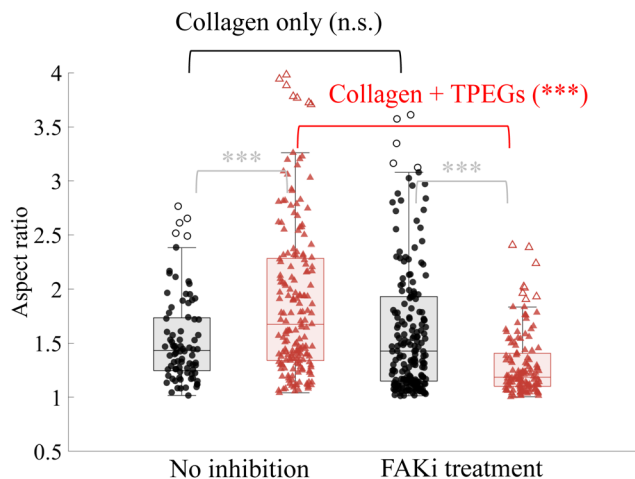 Collagen only (n.s.)
Collagen + TPEGs (***)
***
***
Aspect ratio
4
3.5
3
2.5
2
1.5
1
0.5
No inhibition
FAKi treatment